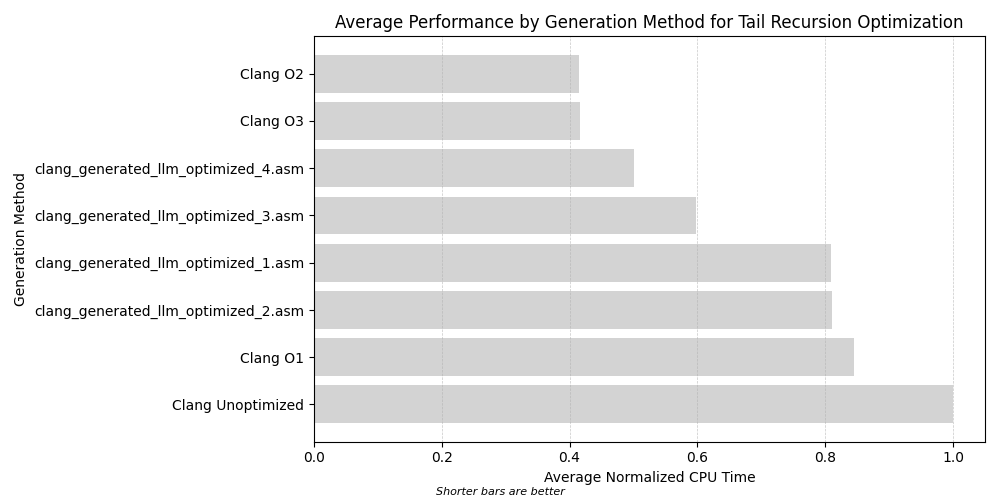 Average Performance by Generation Method for Tail Recursion Optimization
Generation Method
Clang O2
Clang O3
clang_generated_llm_optimized_4.asm
clang_generated_llm_optimized_3.asm
clang_generated_llm_optimized_1.asm
clang_generated_llm_optimized_2.asm
Clang O1
Clang Unoptimized
0.0 0.2 0.4 0.6 0.8 1.0
Average Normalized CPU Time
Shorter bars are better